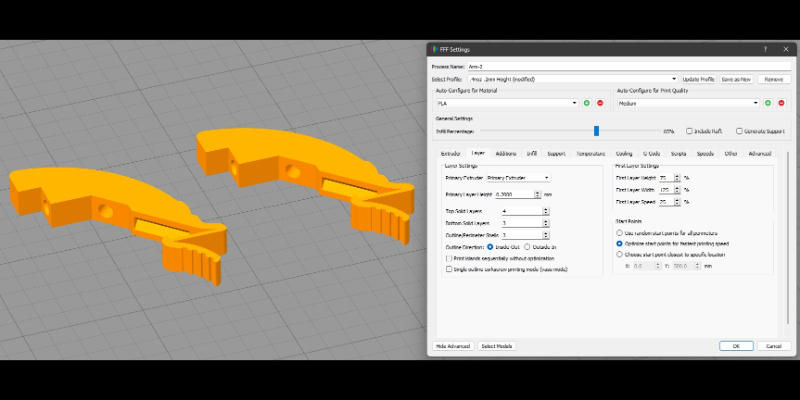 FFF Settings
? ×
Process Name: Arm-2
Select Profile: .4noz .2mm Height (modified) Update Profile Save as New Remove
Auto-Configure for Material
PLA
Auto-Configure for Print Quality
Medium
General Settings
Infill Percentage: 65% Include Raft Generate Support
Extruder Layer Additions Infill Support Temperature Cooling G-Code Scripts Speeds Other Advanced
Layer Settings
Primary Extruder Primary Extruder
Primary Layer Height 0.2000 mm
Top Solid Layers 4
Bottom Solid Layers 3
Outline/Perimeter Shells 3
Outline Direction: Inside-Out Outside-In
Print islands sequentially without optimization
Single outline corkscrew printing mode (vase mode)
First Layer Settings
First Layer Height 75 %
First Layer Width 125 %
First Layer Speed 25 %
Start Points
Use random start points for all perimeters
Optimize start points for fastest printing speed
Choose start point closest to specific location
X: 0.0 Y: 500.0 mm
Hide Advanced Select Models
OK Cancel